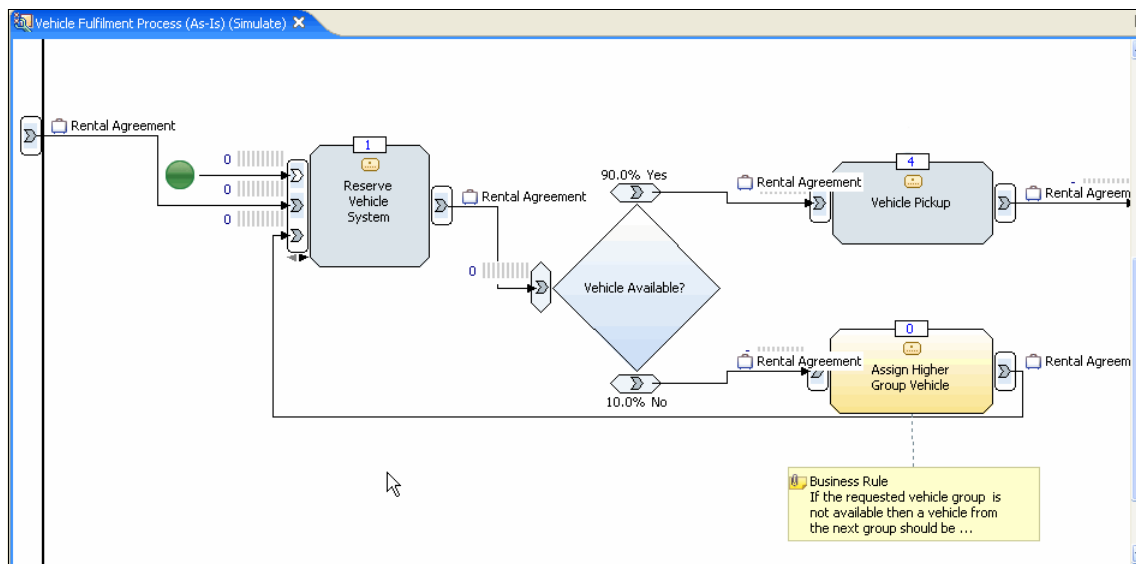 Vehicle Fulfilment Process (As-Is) (Simulate)
Rental Agreement
0
0
0
1
Reserve
Vehicle
System
Rental Agreement
0
90.0% Yes
Vehicle Available?
10.0% No
Rental Agreement
4
Vehicle Pickup
Rental Agreem
Rental Agreement
0
Assign Higher
Group Vehicle
Rental Agreem
Business Rule
If the requested vehicle group is
not available then a vehicle from
the next group should be ...